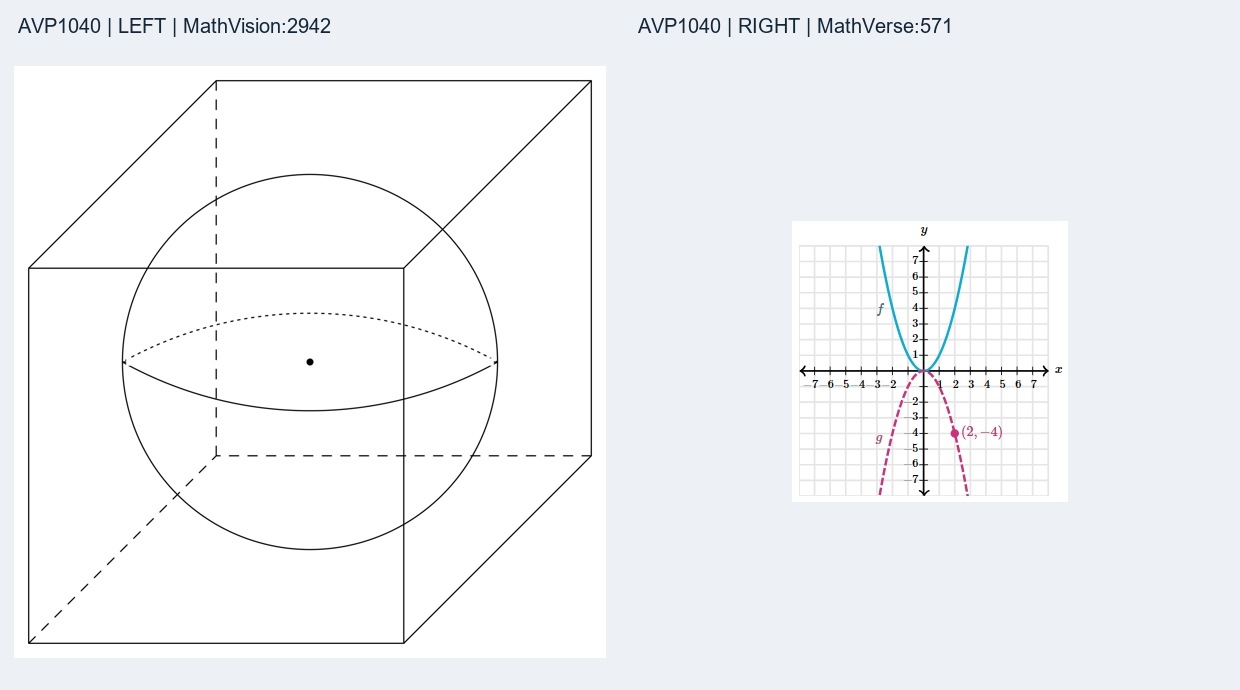 AVP1040 | LEFT | MathVision:2942
AVP1040 | RIGHT | MathVerse:571
y
7
6
5
f 4
3
2
1
x
-7 -6 -5 -4 -3 -2 1 2 3 4 5 6 7
-2
-3
g -4 (2, -4)
-5
-6
-7